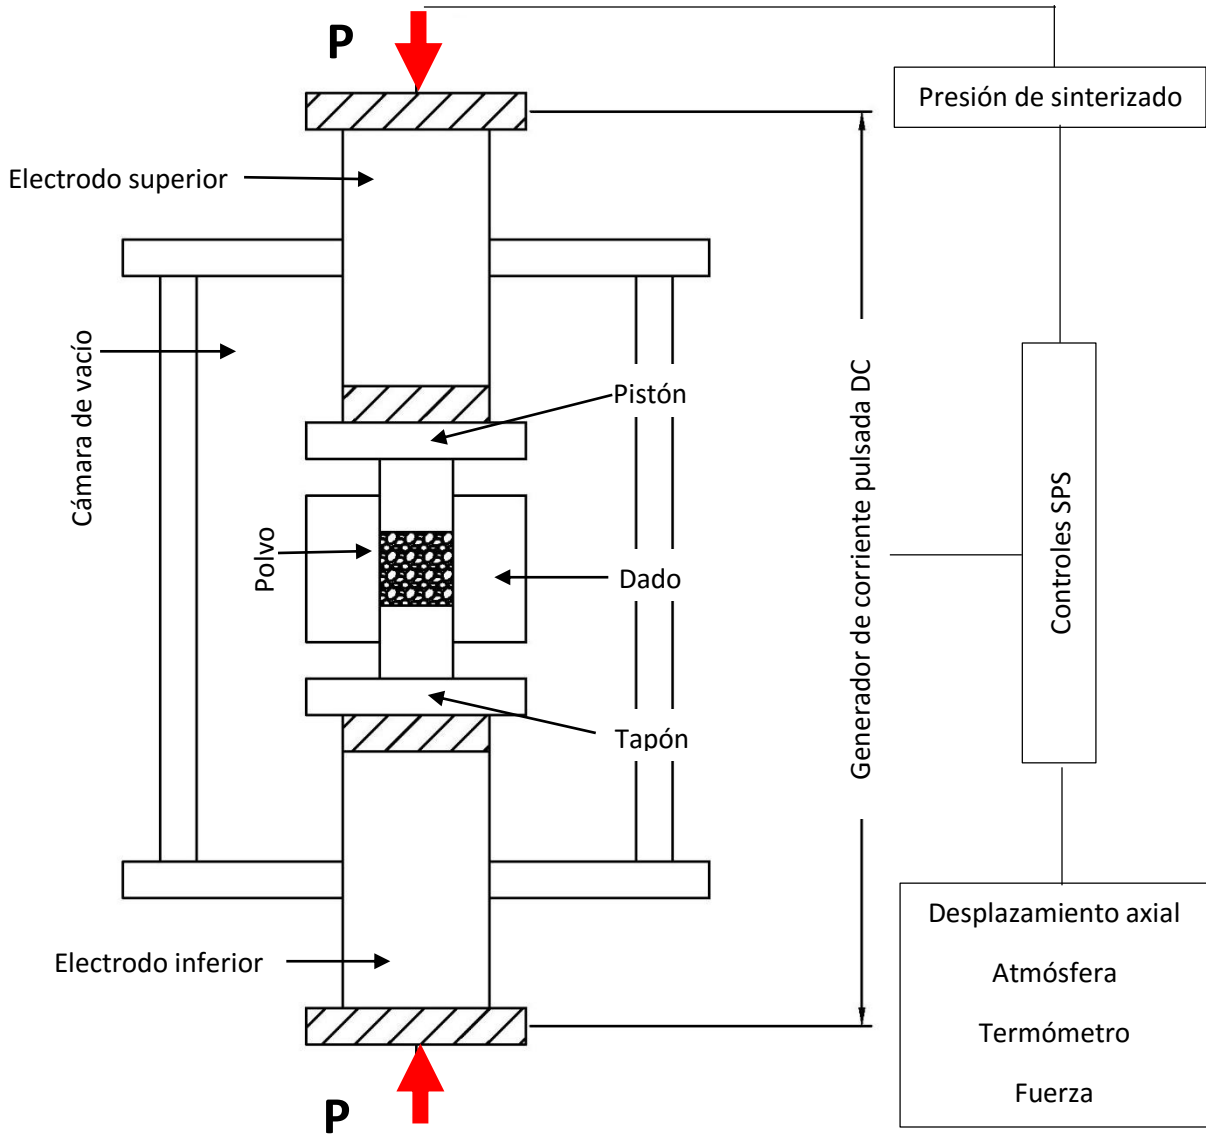 P
Presión de sinterizado
Electrodo superior
Cámara de vacío
Pistón
Polvo
Dado
Tapón
Generador de corriente pulsada DC
Controles SPS
Electrodo inferior
Desplazamiento axial
Atmósfera
Termómetro
Fuerza
P